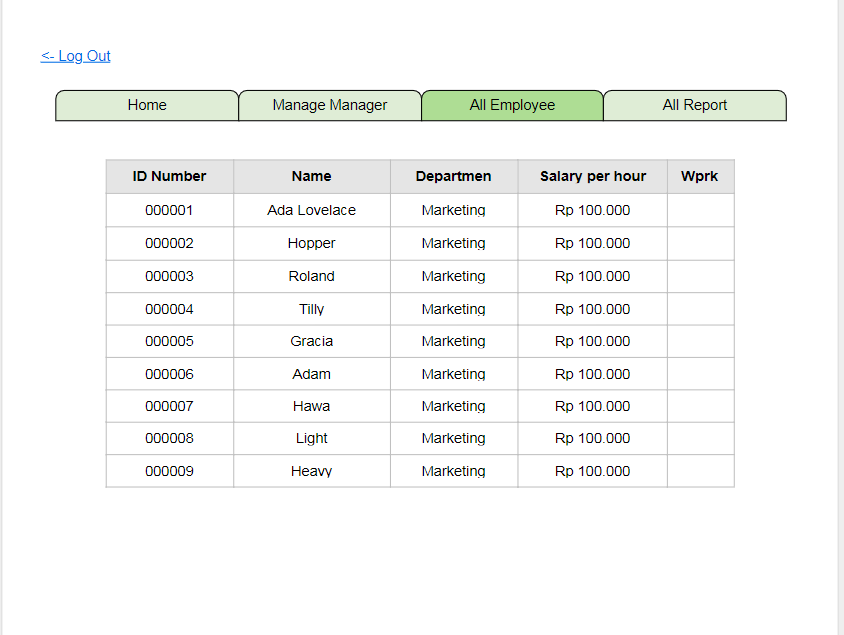 <- Log Out
Home Manage Manager All Employee All Report
ID Number Name Departmen Salary per hour Wprk
000001 Ada Lovelace Marketing Rp 100.000
000002 Hopper Marketing Rp 100.000
000003 Roland Marketing Rp 100.000
000004 Tilly Marketing Rp 100.000
000005 Gracia Marketing Rp 100.000
000006 Adam Marketing Rp 100.000
000007 Hawa Marketing Rp 100.000
000008 Light Marketing Rp 100.000
000009 Heavy Marketing Rp 100.000